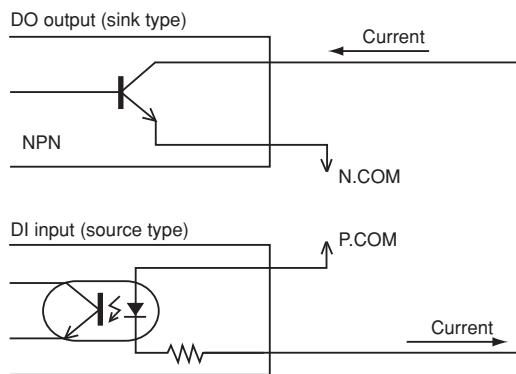 DO output (sink type)
Current
NPN
N.COM
DI input (source type)
P.COM
Current